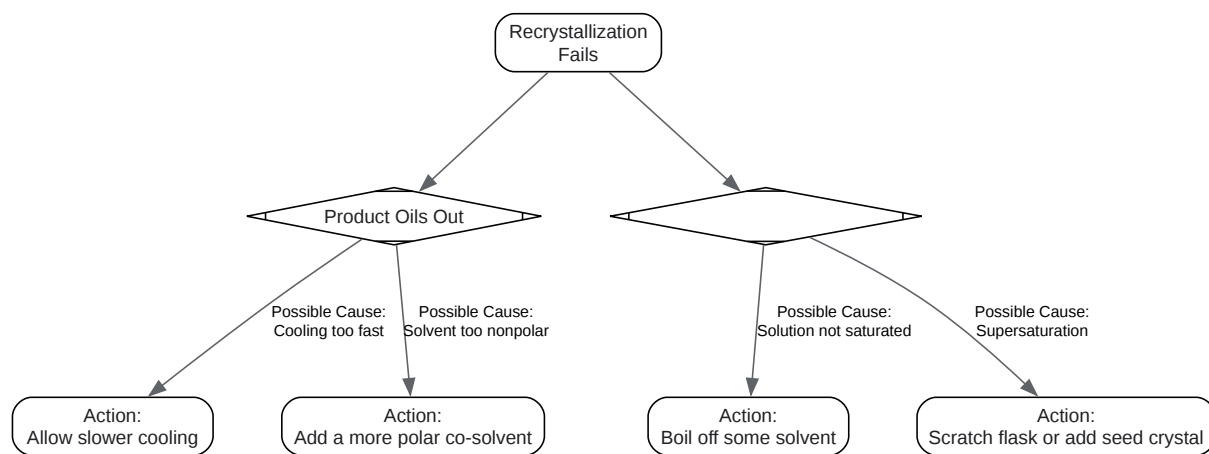 Recrystallization
Fails
Product Oils Out
Possible Cause:
Cooling too fast
Possible Cause:
Solvent too nonpolar
Possible Cause:
Solution not saturated
Possible Cause:
Supersaturation
Action:
Allow slower cooling
Action:
Add a more polar co-solvent
Action:
Boil off some solvent
Action:
Scratch flask or add seed crystal